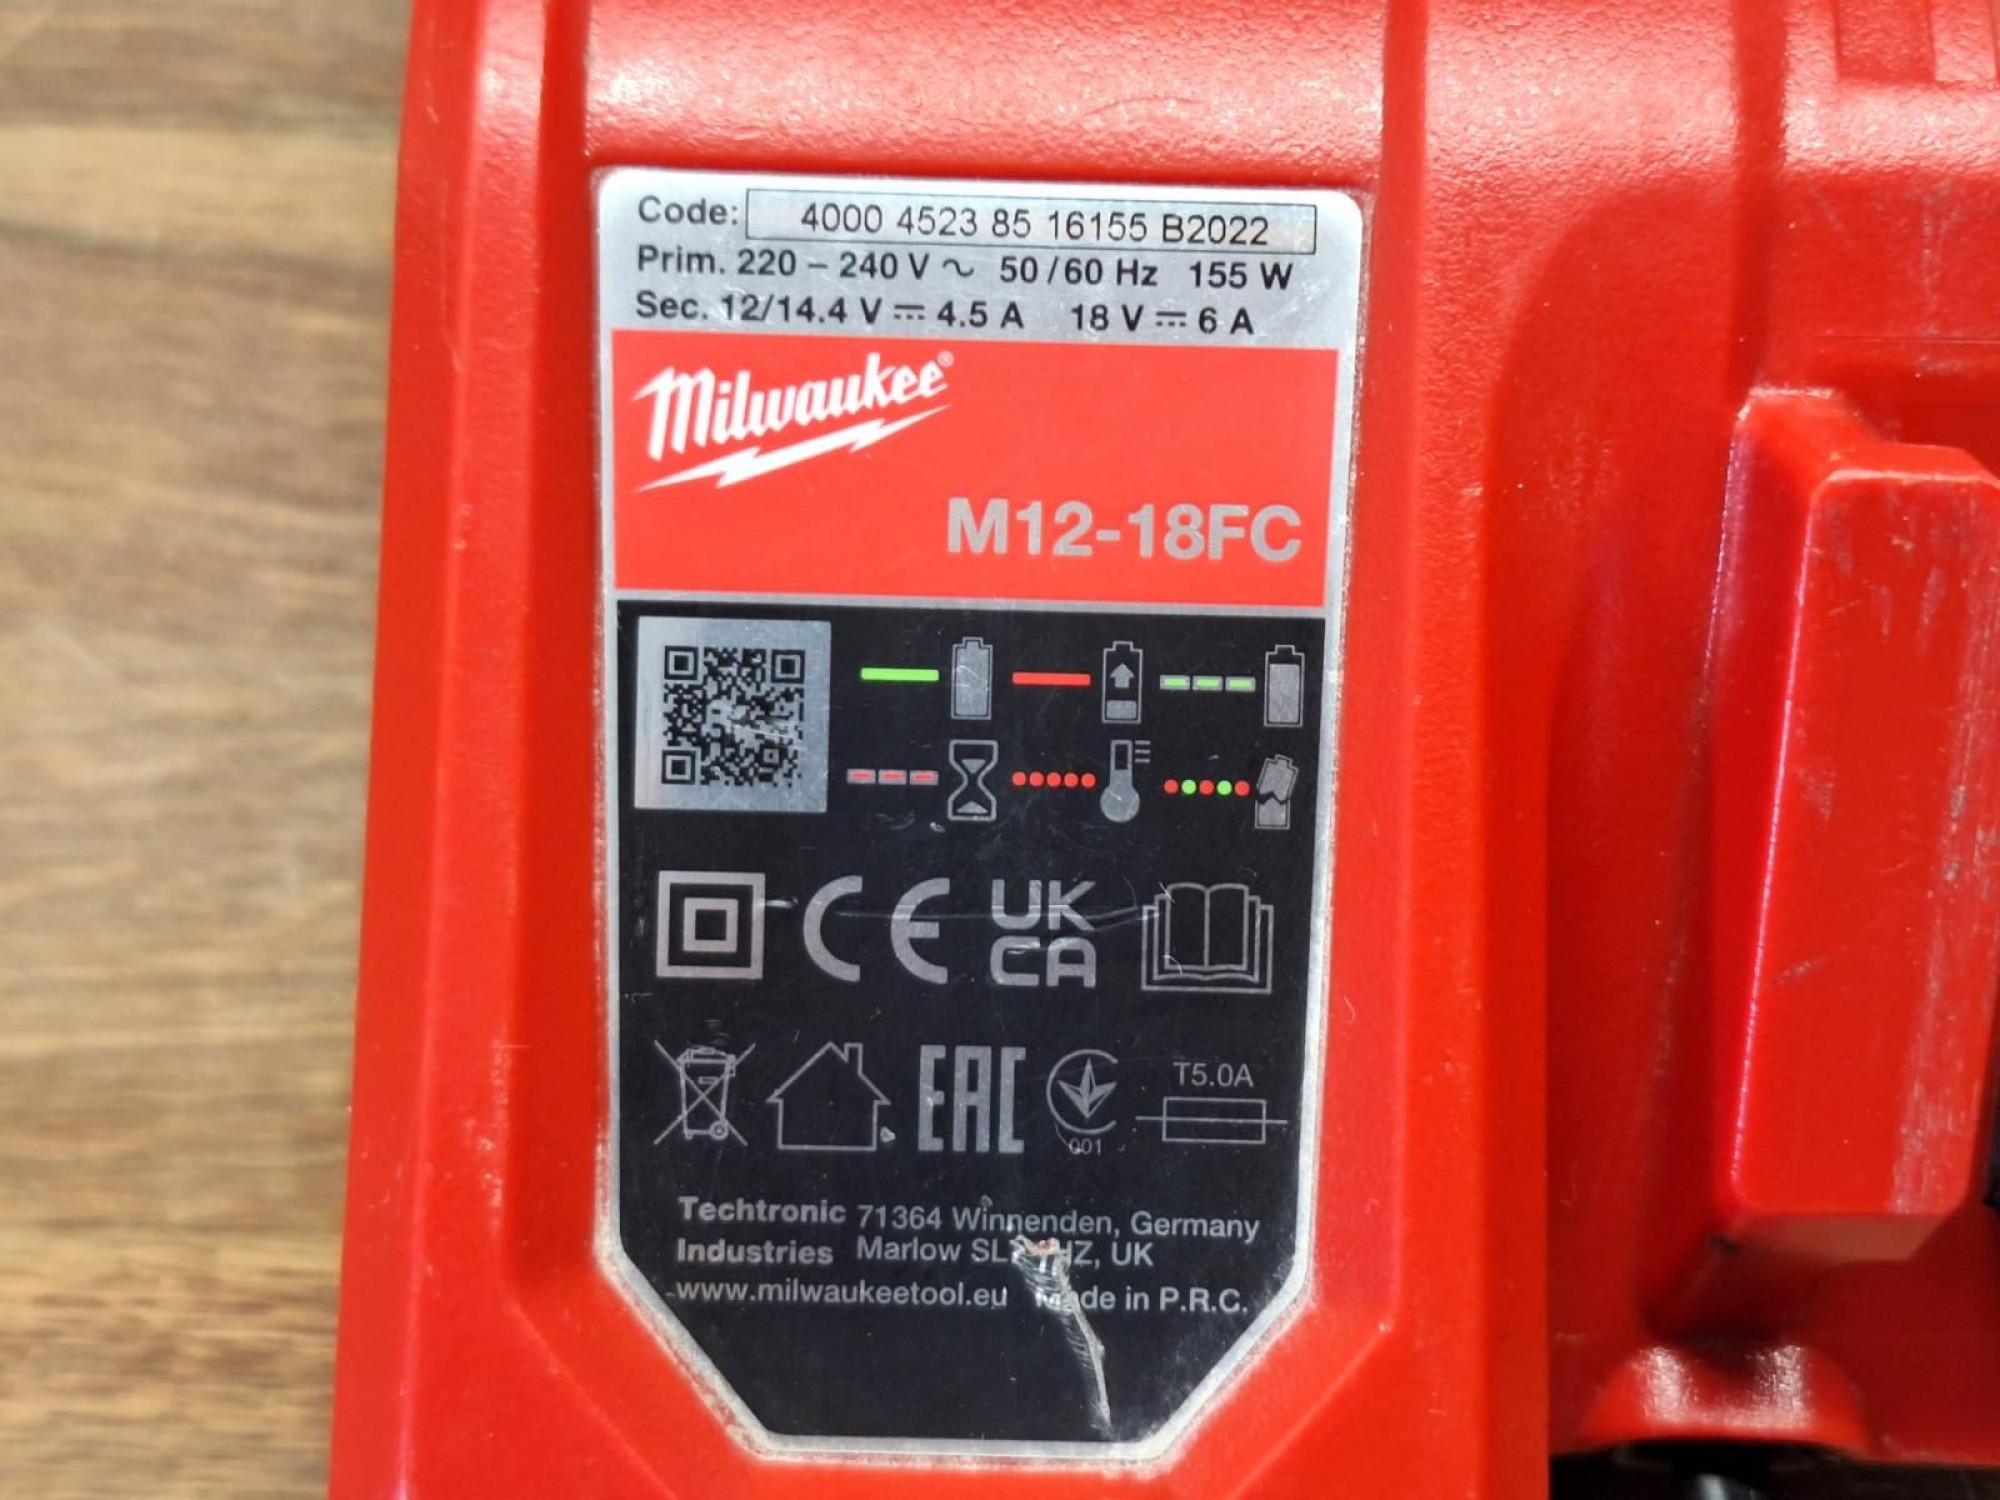 Code: 4000 4523 85 16155 B2022
Prim. 220 – 240 V ~ 50/60 Hz 155 W
Sec. 12/14.4 V ⎓ 4.5 A 18 V ⎓ 6 A
Milwaukee®
M12-18FC
CE UK
CA
EAC
T5.0A
001
Techtronic 71364 Winnenden, Germany
Industries Marlow UK
www.milwaukeetool.eu Made in P.R.C.